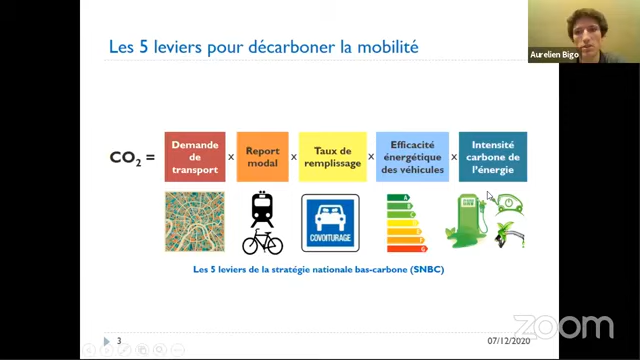 Les 5 leviers pour décarboner la mobilité
Aurelien Bigo
CO2 =
Demande
de
transport
x
Report
modal
x
Taux de
remplissage
x
Efficacité
énergétique
des véhicules
x
Intensité
carbone de
l'énergie
COVOITURAGE
A
B
C
D
E
F
G
Les 5 leviers de la stratégie nationale bas-carbone (SNBC)
3
07/12/2020
zoom